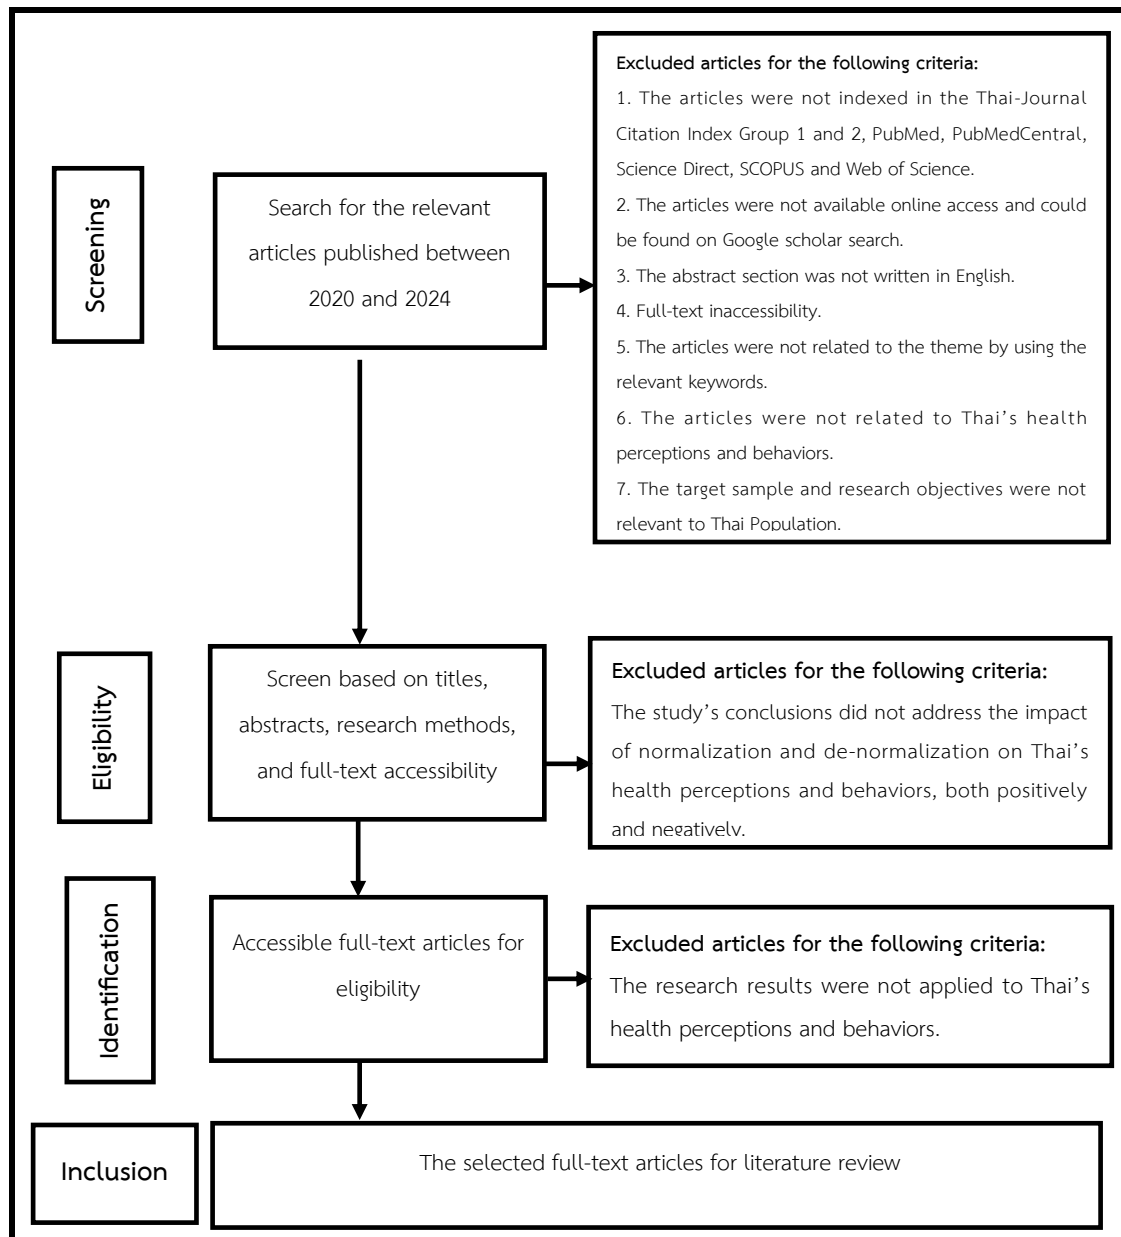 Screening
Search for the relevant
articles published between
2020 and 2024
Excluded articles for the following criteria:
1. The articles were not indexed in the Thai-Journal
Citation Index Group 1 and 2, PubMed, PubMedCentral,
Science Direct, SCOPUS and Web of Science.
2. The articles were not available online access and could
be found on Google scholar search.
3. The abstract section was not written in English.
4. Full-text inaccessibility.
5. The articles were not related to the theme by using the
relevant keywords.
6. The articles were not related to Thai’s health
perceptions and behaviors.
7. The target sample and research objectives were not
relevant to Thai Population.
Eligibility
Screen based on titles,
abstracts, research methods,
and full-text accessibility
Excluded articles for the following criteria:
The study’s conclusions did not address the impact
of normalization and de-normalization on Thai’s
health perceptions and behaviors, both positively
and negatively.
Identification
Accessible full-text articles for
eligibility
Excluded articles for the following criteria:
The research results were not applied to Thai’s
health perceptions and behaviors.
Inclusion
The selected full-text articles for literature review